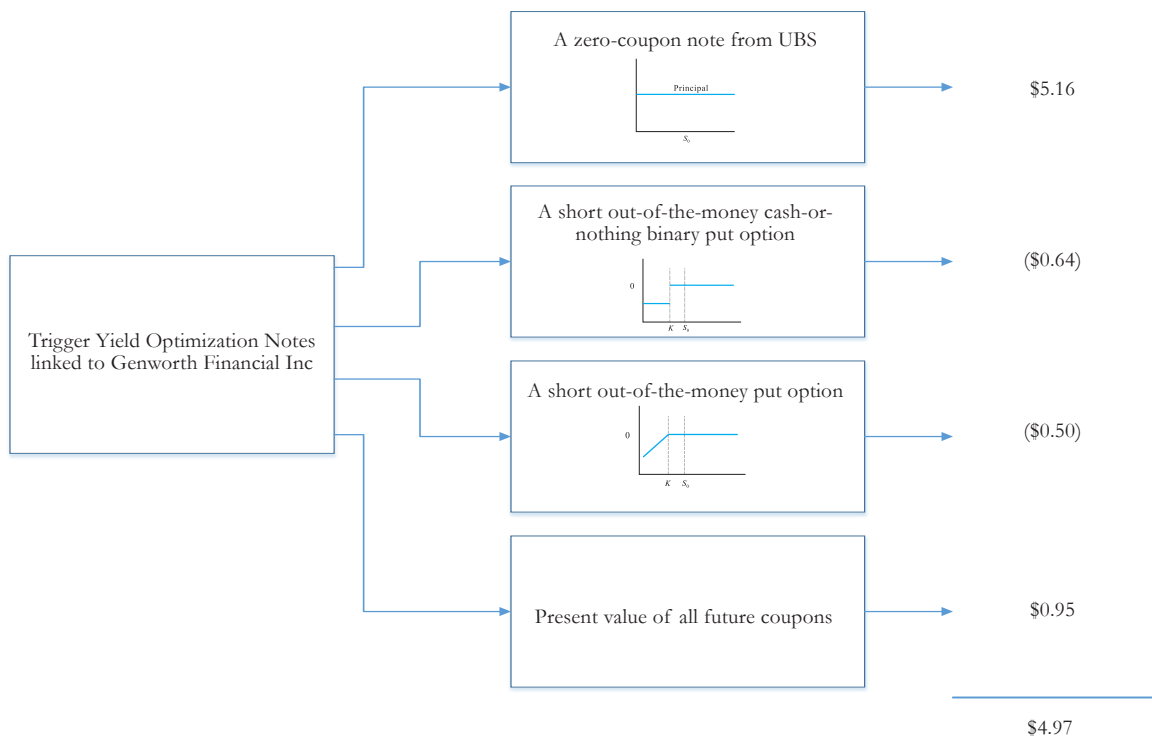 A zero-coupon note from UBS
Principal
S₀
$5.16
A short out-of-the-money cash-or-
nothing binary put option
0
K
S₀
($0.64)
Trigger Yield Optimization Notes
linked to Genworth Financial Inc
A short out-of-the-money put option
0
K
S₀
($0.50)
Present value of all future coupons
$0.95
$4.97